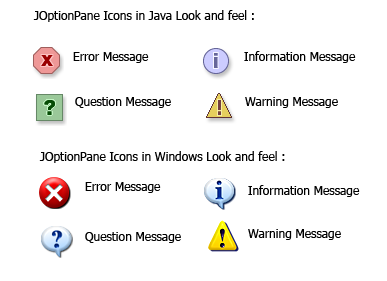 JOptionPane Icons in Java Look and feel :
x Error Message
i Information Message
? Question Message
! Warning Message
JOptionPane Icons in Windows Look and feel :
Error Message
i Information Message
? Question Message
! Warning Message